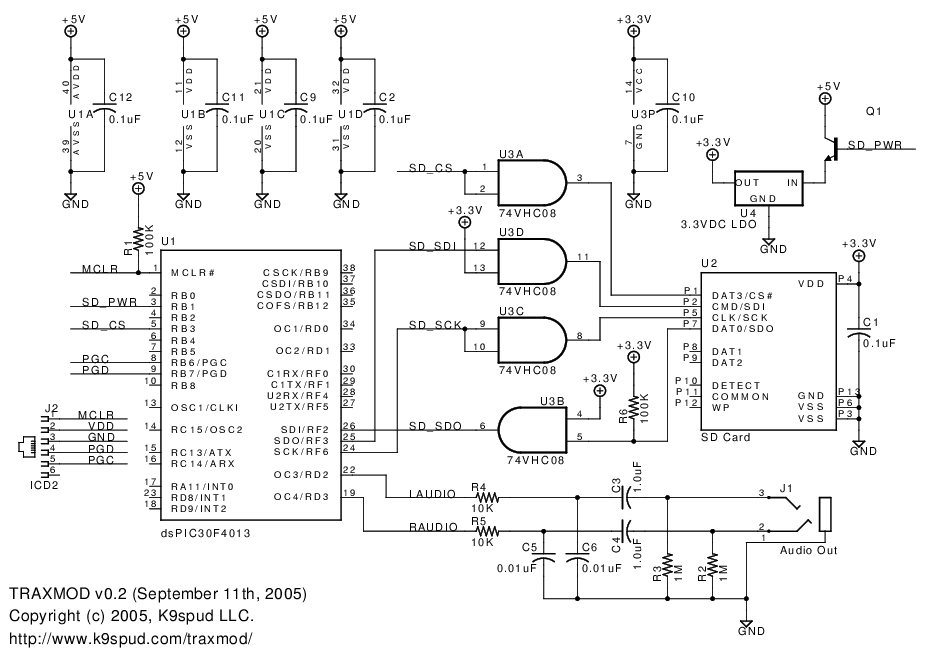 +5V +5V +5V +5V +3.3V
40 AVDD U1A AVSS 39 C12 0.1uF GND
11 VDD U1B VSS 12 C11 0.1uF GND
21 VDD U1C VSS 20 C9 0.1uF GND
32 VDD U1D VSS 31 C2 0.1uF GND
14 VCC U3P GND 7 C10 0.1uF GND
+5V Q1
SD_PWR
+3.3V
OUT IN
GND
U4
3.3VDC LDO
GND
U3A
SD_CS 1 2 3
74VHC08
+3.3V
U3D
SD_SDI 12 13 11
74VHC08
U3C
SD_SCK 9 10 8
74VHC08
+3.3V
+3.3V
U3B
SD_SDO 6 4 5
74VHC08
R6 100K
+5V
R1 100K
U1
MCLR 1 MCLR# CSCK/RB9 38
CSDI/RB10 37
2 RB0 CSDO/RB11 36
SD_PWR 3 RB1 COFS/RB12 35
4 RB2
SD_CS 5 RB3 OC1/RD0 34
6 RB4
7 RB5 OC2/RD1 33
PGC 8 RB6/PGC
PGD 9 RB7/PGD C1RX/RF0 30
10 RB8 C1TX/RF1 29
U2RX/RF4 28
13 OSC1/CLKI U2TX/RF5 27
14 RC15/OSC2 SDI/RF2 26
SDO/RF3 25
15 RC13/ATX SCK/RF6 24
16 RC14/ARX
OC3/RD2 22
17 RA11/INT0
23 RD8/INT1 OC4/RD3 19
18 RD9/INT2
dsPIC30F4013
J2
1 MCLR
2 VDD
3 GND
4 PGD
5 PGC
6
ICD2
U2
+3.3V
VDD P4
P1 DAT3/CS#
P2 CMD/SDI
P5 CLK/SCK
P7 DAT0/SDO
P8 DAT1
P9 DAT2
P10 DETECT
P11 COMMON GND P13
P12 WP VSS P6
VSS P3
SD Card
C1
0.1uF
GND
LAUDIO R4 10K
RAUDIO R5 10K
C3 1.0uF
C4 1.0uF
C5 0.01uF
C6 0.01uF
R3 1M
R2 1M
J1
3
2
1
Audio Out
GND
TRAXMOD v0.2 (September 11th, 2005)
Copyright (c) 2005, K9spud LLC.
http://www.k9spud.com/traxmod/